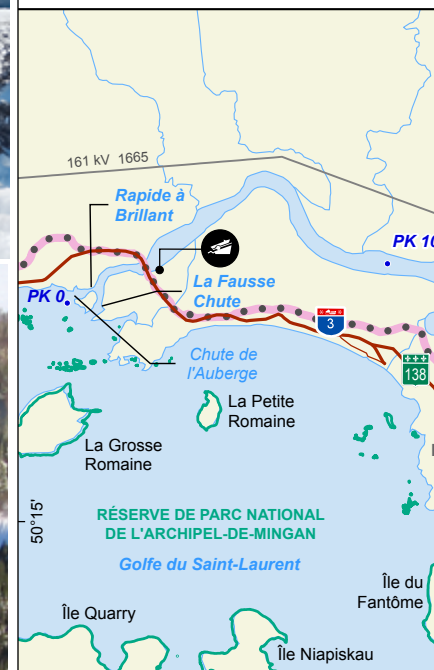 161 kV 1665
Rapide à
Brillant
PK 10
La Fausse
Chute
PK 0
3
Chute de
l'Auberge
138
La Petite
Romaine
La Grosse
Romaine
50°15'
RÉSERVE DE PARC NATIONAL
DE L'ARCHIPEL-DE-MINGAN
Golfe du Saint-Laurent
Île du
Fantôme
Île Quarry
Île Niapiskau